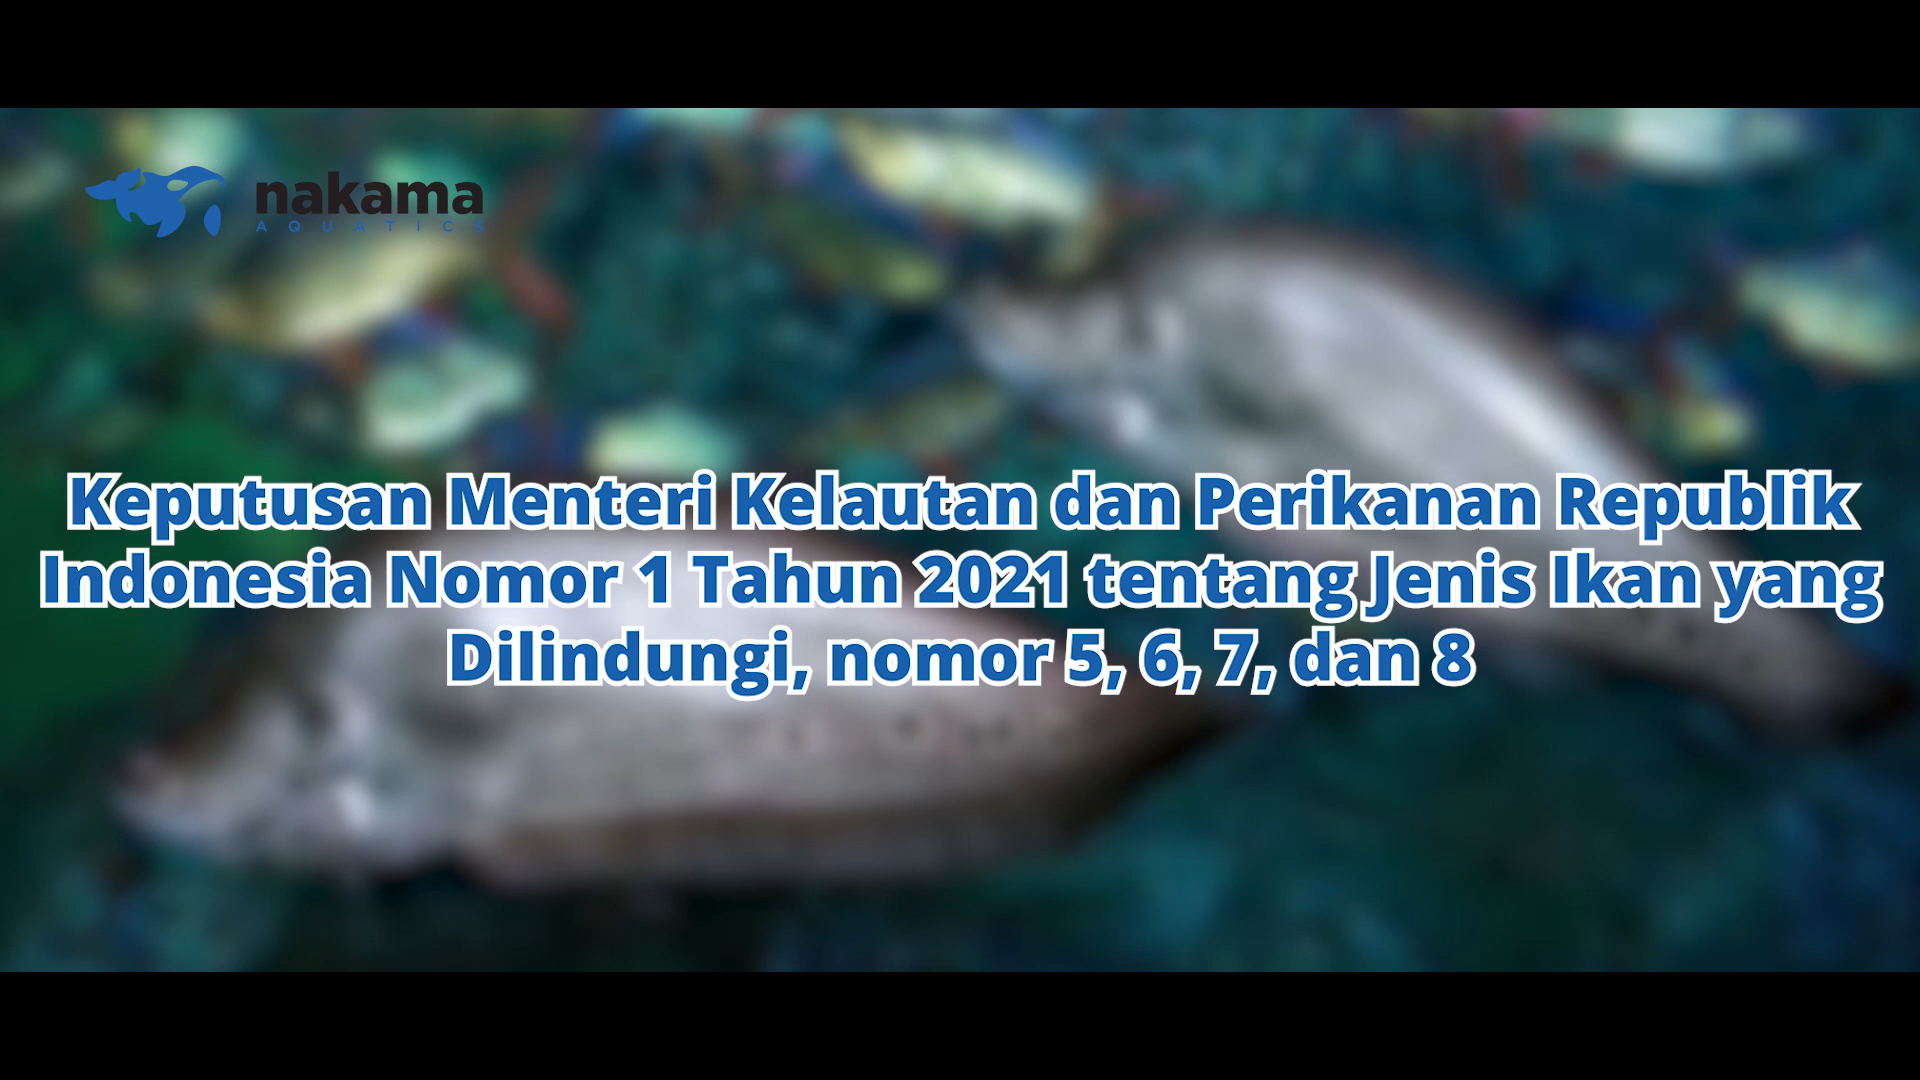 nakama
AQUATICS
Keputusan Menteri Kelautan dan Perikanan Republik
Indonesia Nomor 1 Tahun 2021 tentang Jenis Ikan yang
Dilindungi, nomor 5, 6, 7, dan 8